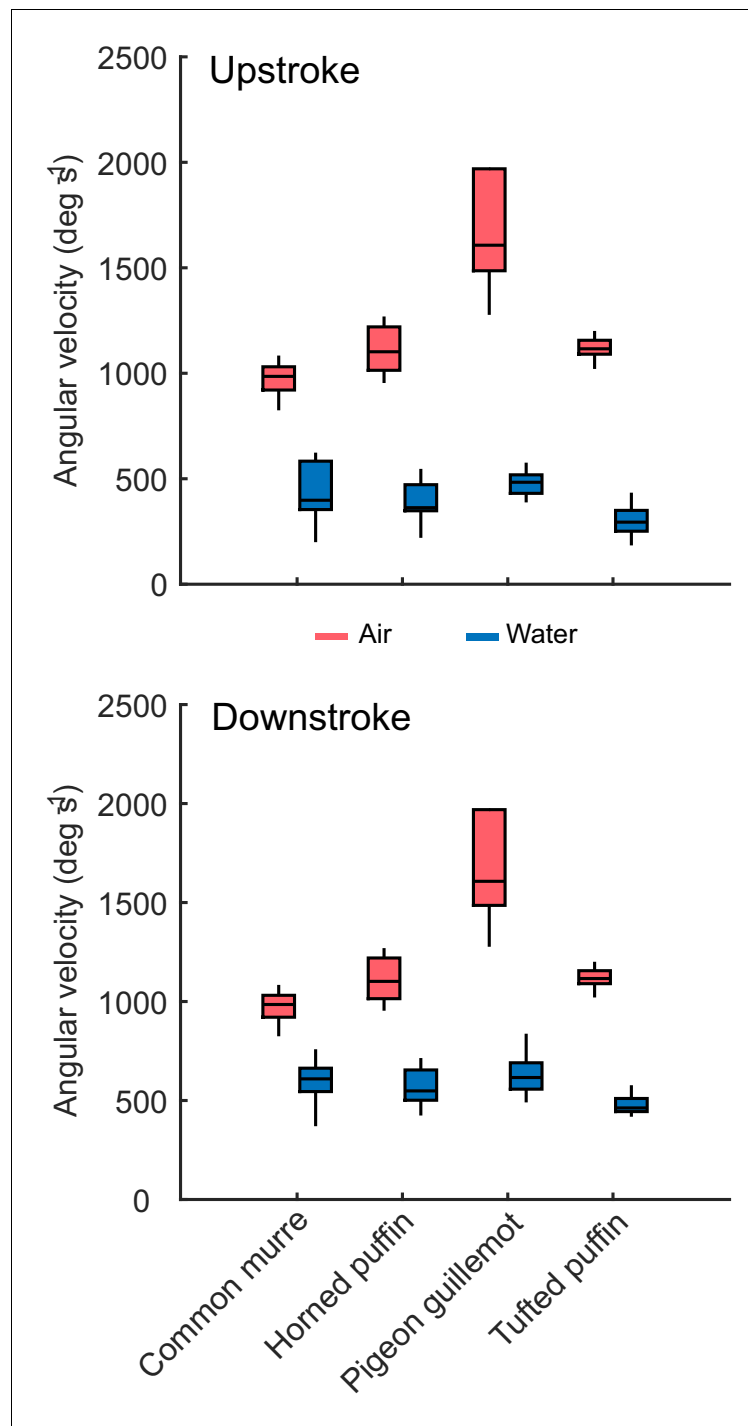 Upstroke
2500
2000
1500
1000
500
0
Angular velocity (deg s-1)
Air Water
Downstroke
2500
2000
1500
1000
500
0
Angular velocity (deg s-1)
Common murre
Horned puffin
Pigeon guillemot
Tufted puffin